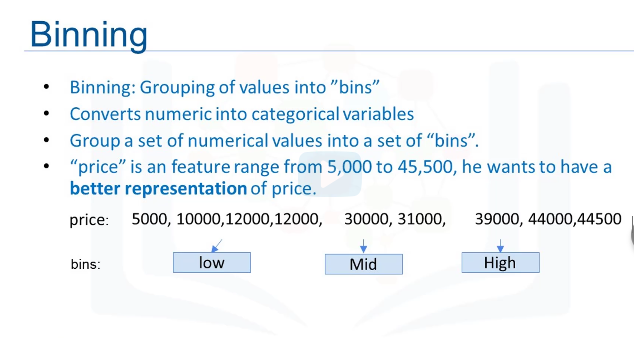 Binning
• Binning: Grouping of values into ”bins”
• Converts numeric into categorical variables
• Group a set of numerical values into a set of “bins”.
• “price” is an feature range from 5,000 to 45,500, he wants to have a
better representation of price.
price: 5000, 10000,12000,12000, 30000, 31000, 39000, 44000,44500
bins: low Mid High